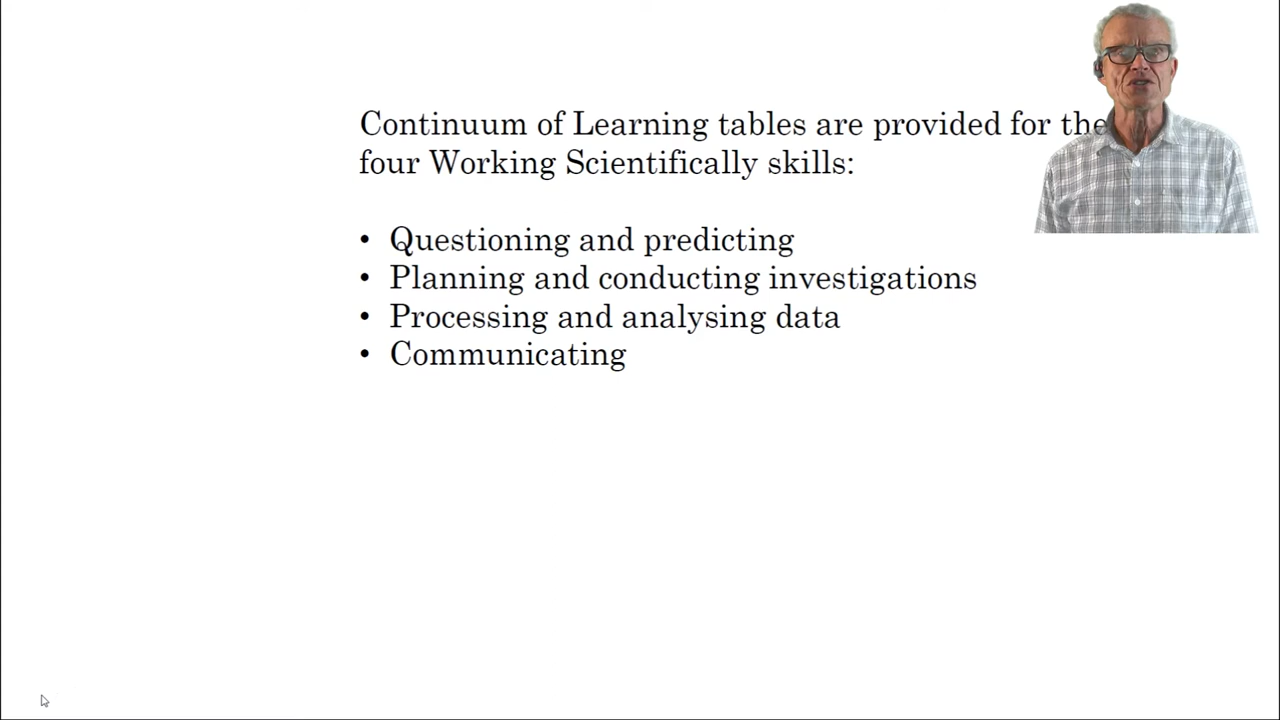 Continuum of Learning tables are provided for the
four Working Scientifically skills:
• Questioning and predicting
• Planning and conducting investigations
• Processing and analysing data
• Communicating